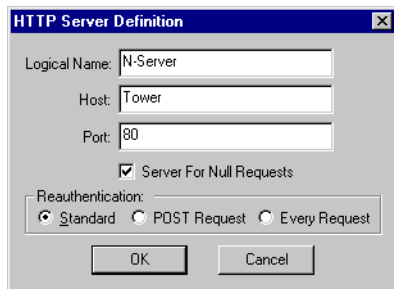 HTTP Server Definition
Logical Name: N-Server
Host: Tower
Port: 80
Server For Null Requests
Reauthentication:
Standard POST Request Every Request
OK Cancel